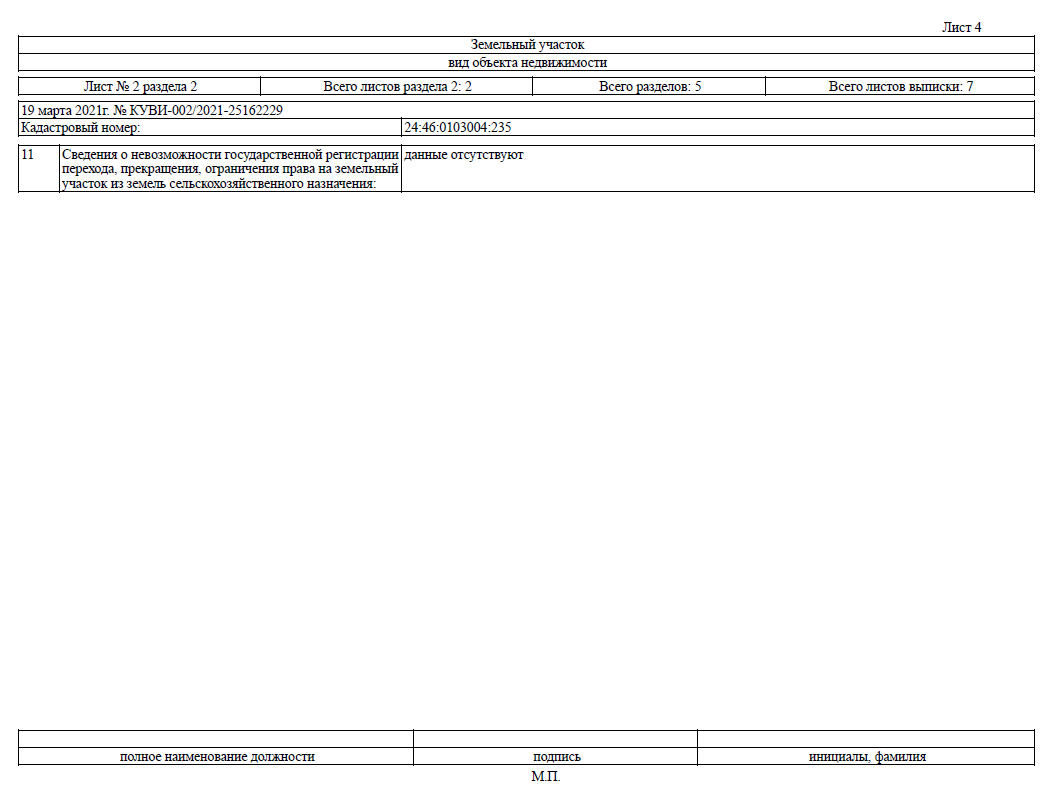 Лист 4
Земельный участок
вид объекта недвижимости
Лист № 2 раздела 2 Всего листов раздела 2: 2 Всего разделов: 5 Всего листов выписки: 7
19 марта 2021г. № КУВИ-002/2021-25162229
Кадастровый номер: 24:46:0103004:235
11 Сведения о невозможности государственной регистрации данные отсутствуют
перехода, прекращения, ограничения права на земельный
участок из земель сельскохозяйственного назначения:
полное наименование должности подпись инициалы, фамилия
М.П.